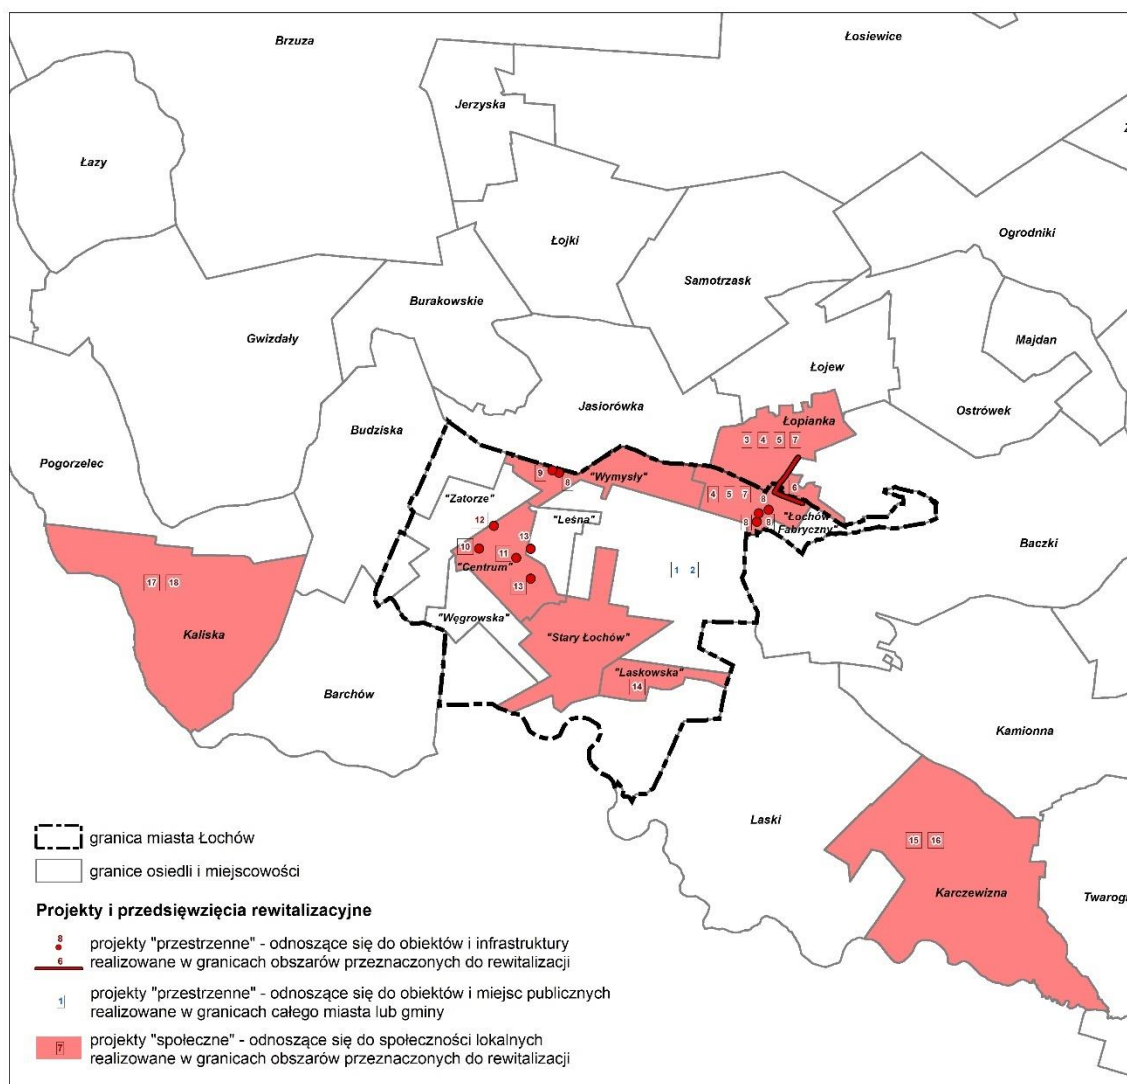 Brzuza
Łosiewice
Jerzyska
Łazy
Ogrodniki
Łojki
Samotrzask
Burakowskie
Gwizdały
Majdan
Łojew
Jasiorówka
Łopianka
Ostrówek
Budziska
3 4 5 7
Pogorzelec
9
8
"Wymysły"
6
"Zatorze"
4 5 7
8
12
"Leśna"
8 8
"Łochów
Fabryczny"
10
11
13
Baczki
"Centrum"
1 2
17 18
13
"Węgrowska"
Kaliska
"Stary Łochów"
"Laskowska"
14
Barchów
Kamionna
Laski
granica miasta Łochów
15 16
granice osiedli i miejscowości
Karczewizna
Projekty i przedsięwzięcia rewitalizacyjne
8
projekty "przestrzenne" - odnoszące się do obiektów i infrastruktury
6
realizowane w granicach obszarów przeznaczonych do rewitalizacji
1
projekty "przestrzenne" - odnoszące się do obiektów i miejsc publicznych
realizowane w granicach całego miasta lub gminy
7
projekty "społeczne" - odnoszące się do społeczności lokalnych
realizowane w granicach obszarów przeznaczonych do rewitalizacji